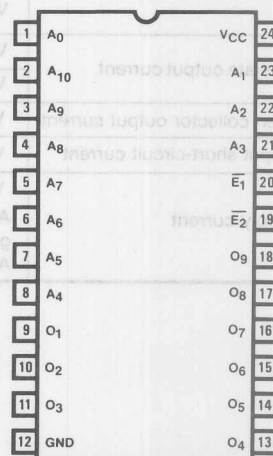 1 A0 VCC 24
2 A10 A1 23
3 A9 A2 22
4 A8 A3 21
5 A7 E̅1̅ 20
6 A6 E̅2̅ 19
7 A5 O9 18
8 A4 O8 17
9 O1 O7 16
10 O2 O6 15
11 O3 O5 14
12 GND O4 13